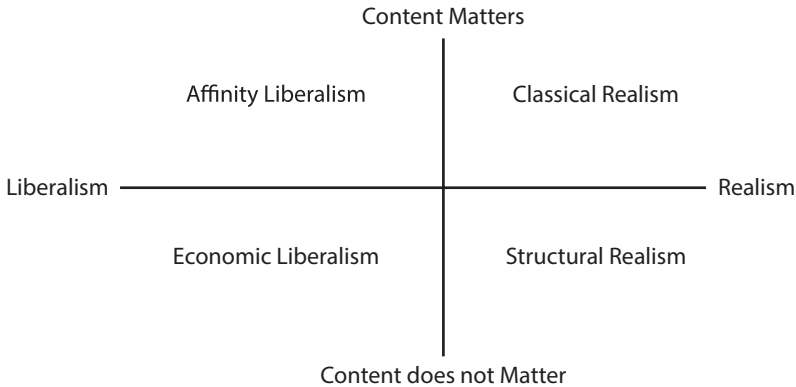 Content Matters
Affinity Liberalism
Classical Realism
Liberalism
Realism
Economic Liberalism
Structural Realism
Content does not Matter